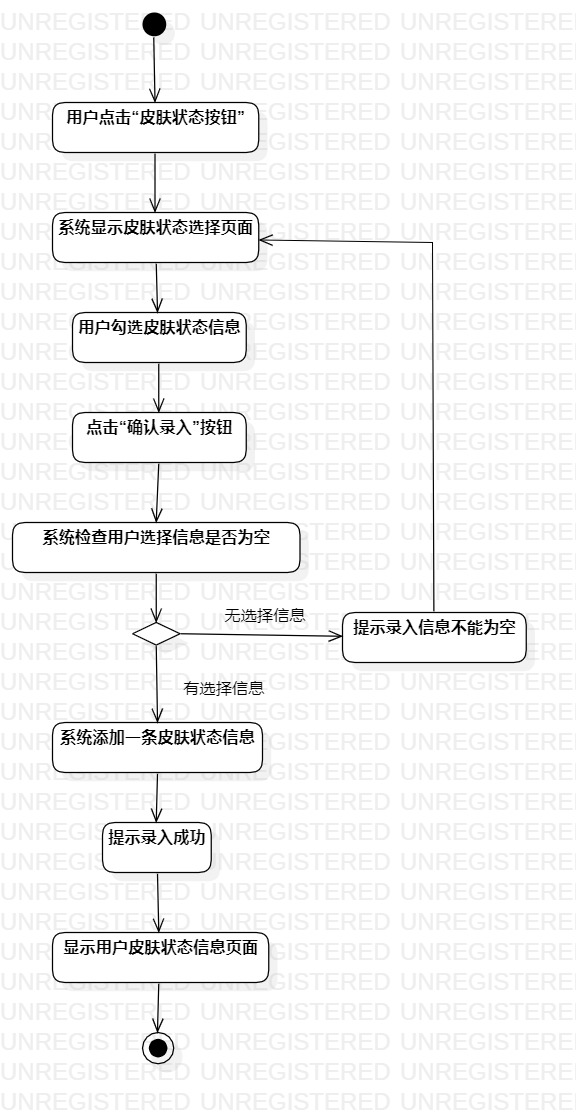 用户点击“皮肤状态按钮”
系统显示皮肤状态选择页面
用户勾选皮肤状态信息
点击“确认录入”按钮
系统检查用户选择信息是否为空
无选择信息
提示录入信息不能为空
有选择信息
系统添加一条皮肤状态信息
提示录入成功
显示用户皮肤状态信息页面
UNREGISTERED